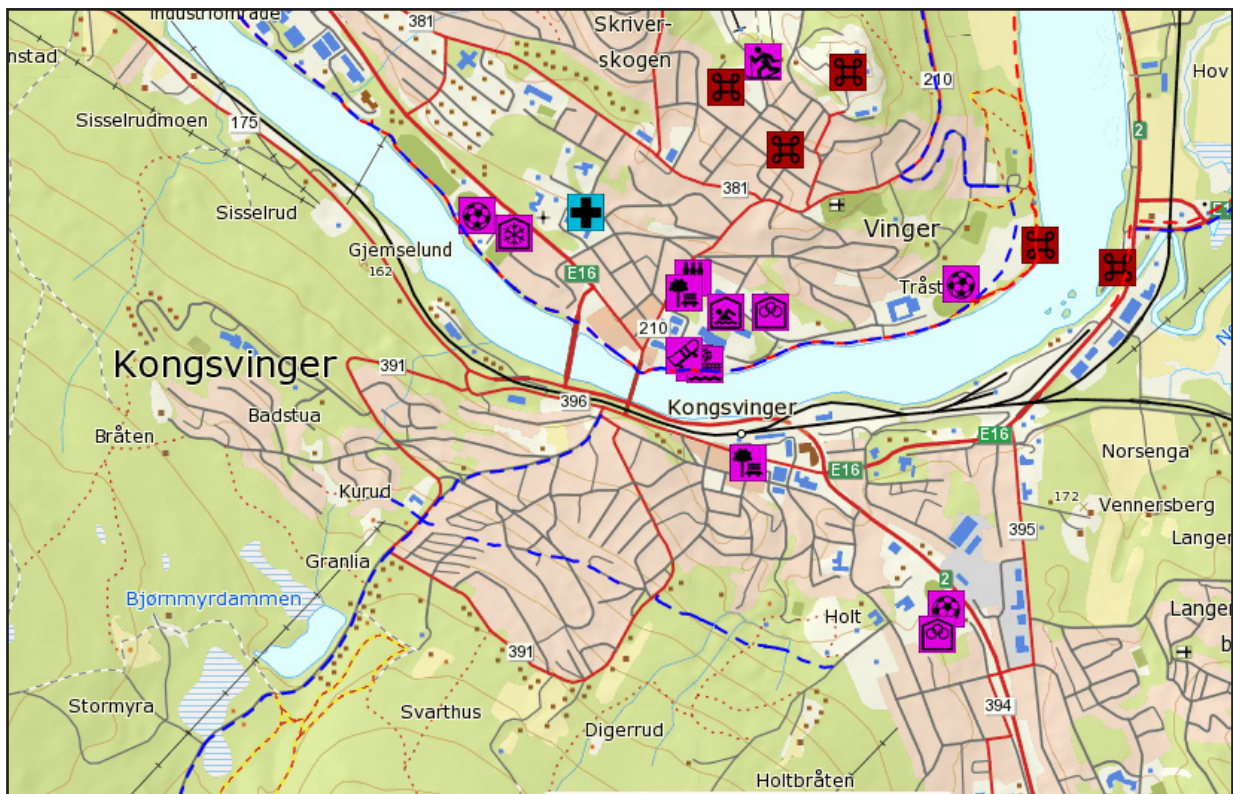 Industriområde
381
Skriver-
skogen
nstad
Hov
210
Sisselrudmoen
175
2
381
Sisselrud
Vinger
Gjemselund
162
E16
Tråst
210
Kongsvinger
391
396
Kongsvinger
Badstua
Bråten
E16
E16
Norsenga
Kurud
172
Vennersberg
395
Granlia
Langer
Bjørnmyrdammen
2
Holt
Langer
b
391
Stormyra
Svarthus
394
Digerrud
Holtbråten